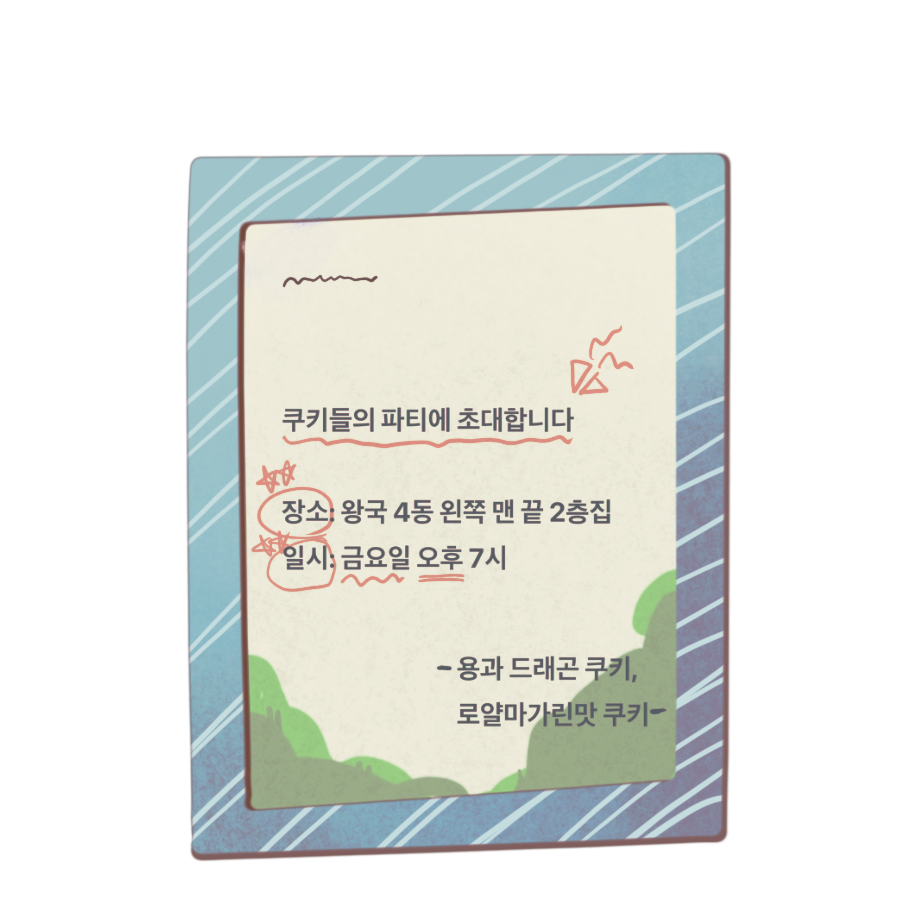 쿠키들의 파티에 초대합니다
장소: 왕국 4동 왼쪽 맨 끝 2층집
일시: 금요일 오후 7시
- 용과 드래곤 쿠키,
로얄마가린맛 쿠키-